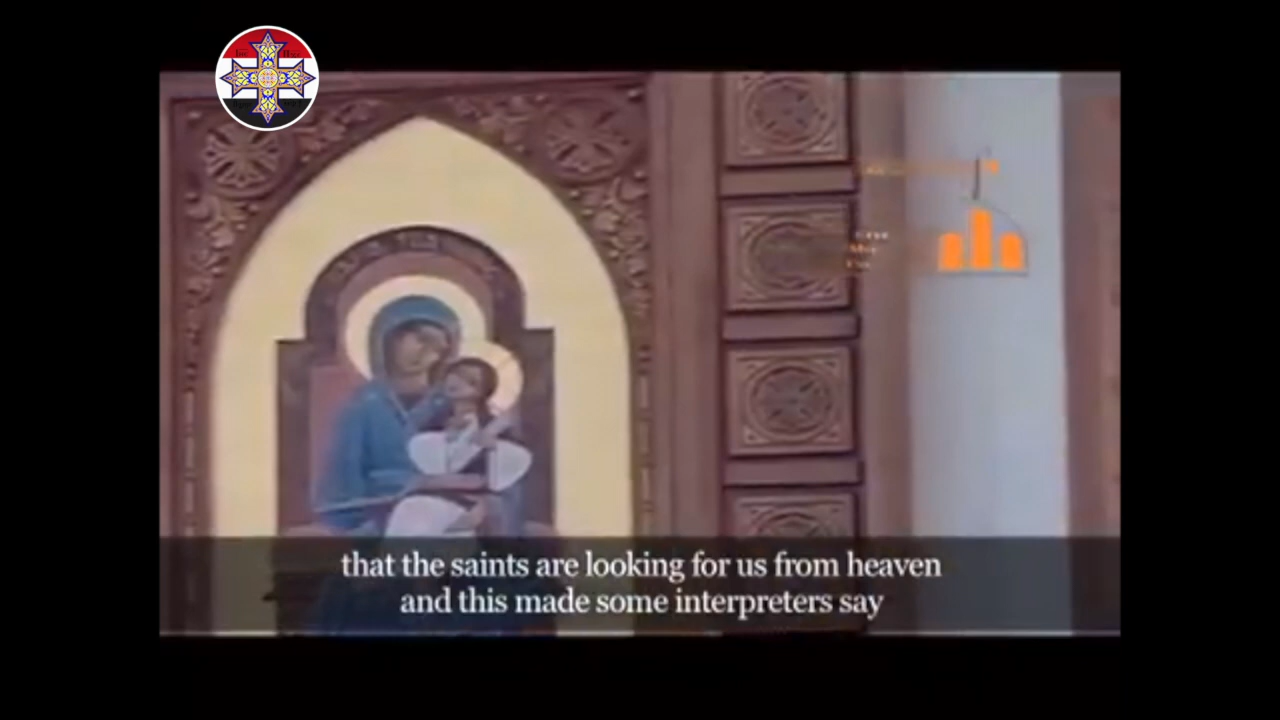 that the saints are looking for us from heaven
and this made some interpreters say